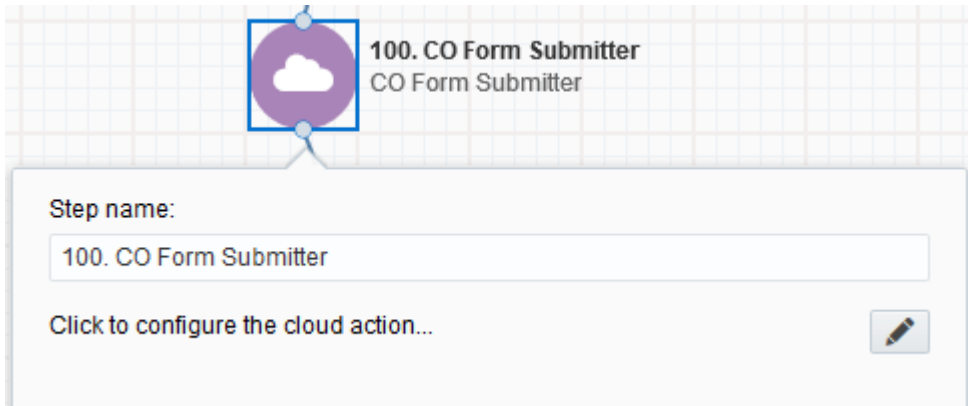 100. CO Form Submitter
CO Form Submitter
Step name:
100. CO Form Submitter
Click to configure the cloud action...